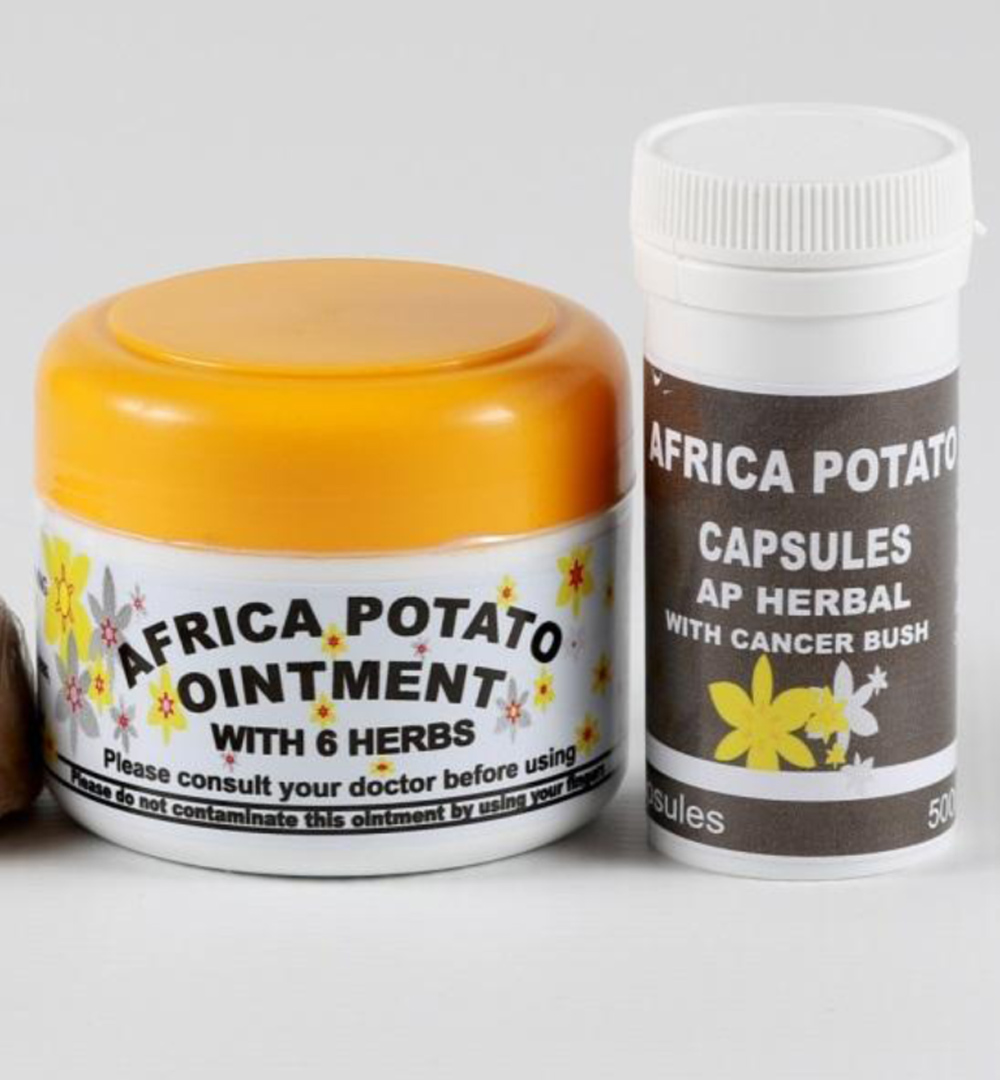 AFRICA POTATO
OINTMENT
WITH 6 HERBS
Please consult your doctor before using
Please do not contaminate this ointment by using your fingers
AFRICA POTATO
CAPSULES
AP HERBAL
WITH CANCER BUSH
psules
500